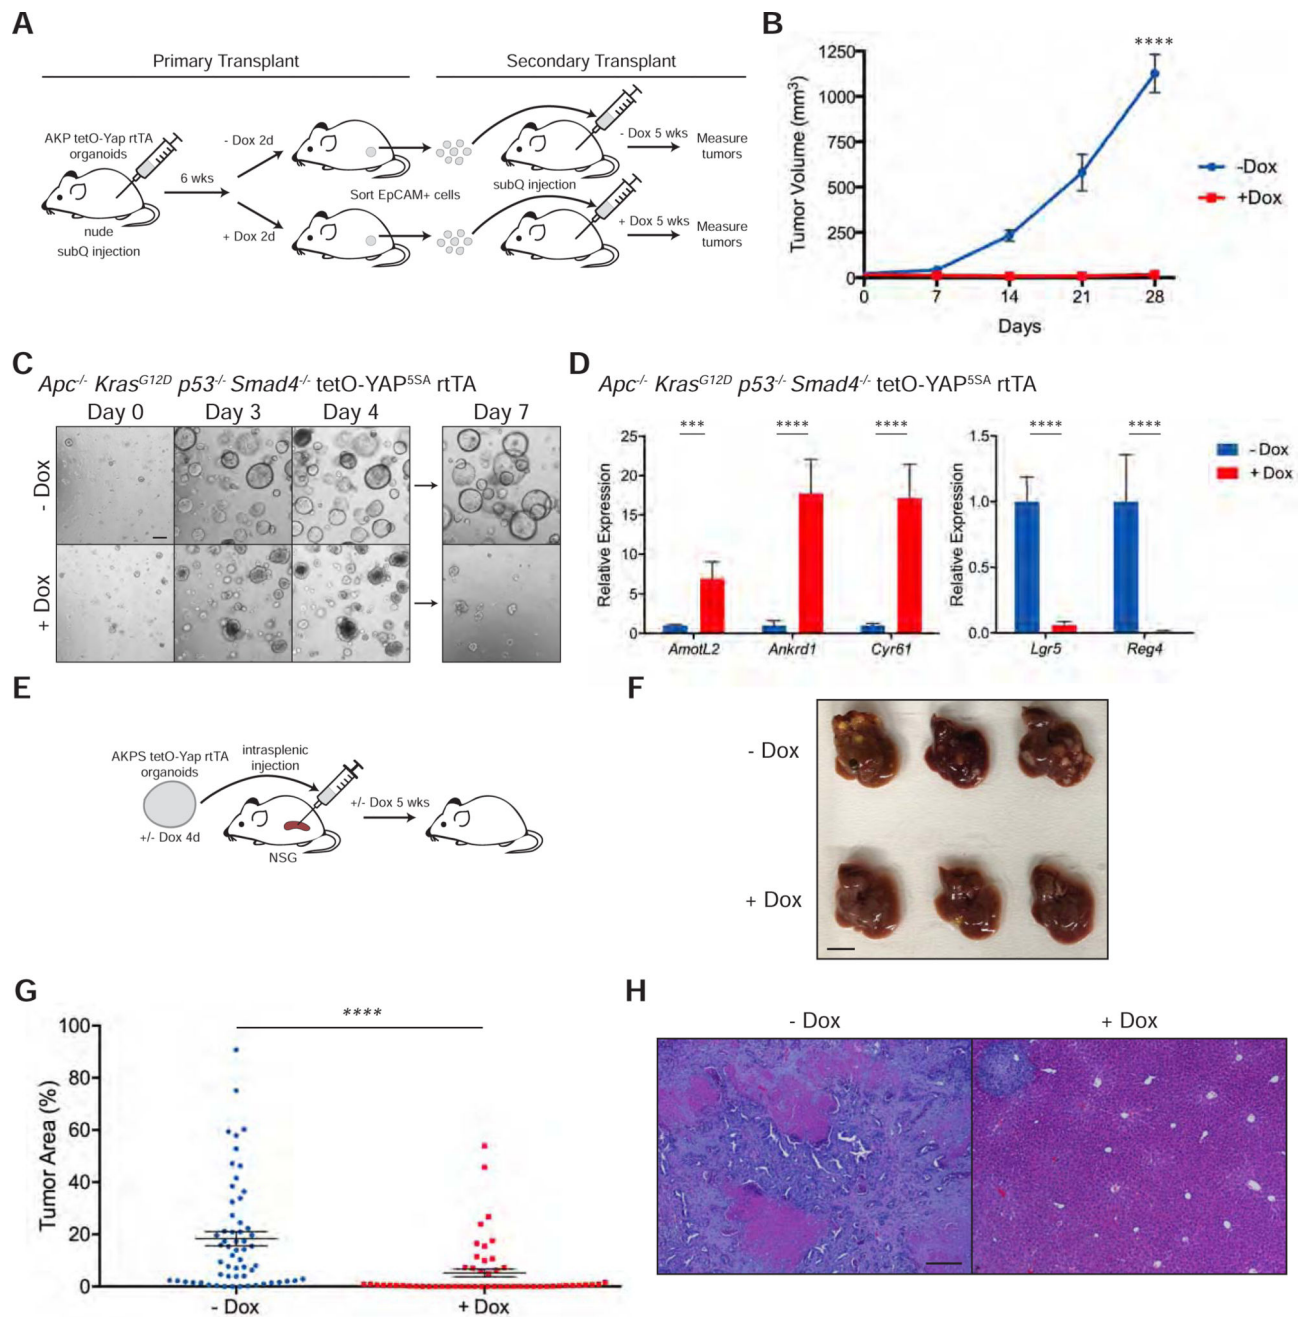 A
Primary Transplant
Secondary Transplant
AKP tetO-Yap rtTA
organoids
nude
subQ injection
6 wks
- Dox 2d
+ Dox 2d
Sort EpCAM+ cells
subQ injection
- Dox 5 wks
+ Dox 5 wks
Measure
tumors
Measure
tumors
B
****
1250
1000
750
500
250
0
Tumor Volume (mm³)
0 7 14 21 28
Days
-Dox
+Dox
C
Apc-/- KrasG12D p53-/- Smad4-/- tetO-YAP5SA rtTA
Day 0 Day 3 Day 4 Day 7
- Dox
+ Dox
D
Apc-/- KrasG12D p53-/- Smad4-/- tetO-YAP5SA rtTA
*** **** ****
25
20
15
10
5
0
Relative Expression
AmotL2 Ankrd1 Cyr61
**** ****
1.5
1.0
0.5
0.0
Relative Expression
Lgr5 Reg4
- Dox
+ Dox
E
AKPS tetO-Yap rtTA
organoids
+/- Dox 4d
intrasplenic
injection
NSG
+/- Dox 5 wks
F
- Dox
+ Dox
G
****
100
80
60
40
20
0
Tumor Area (%)
- Dox + Dox
H
- Dox + Dox